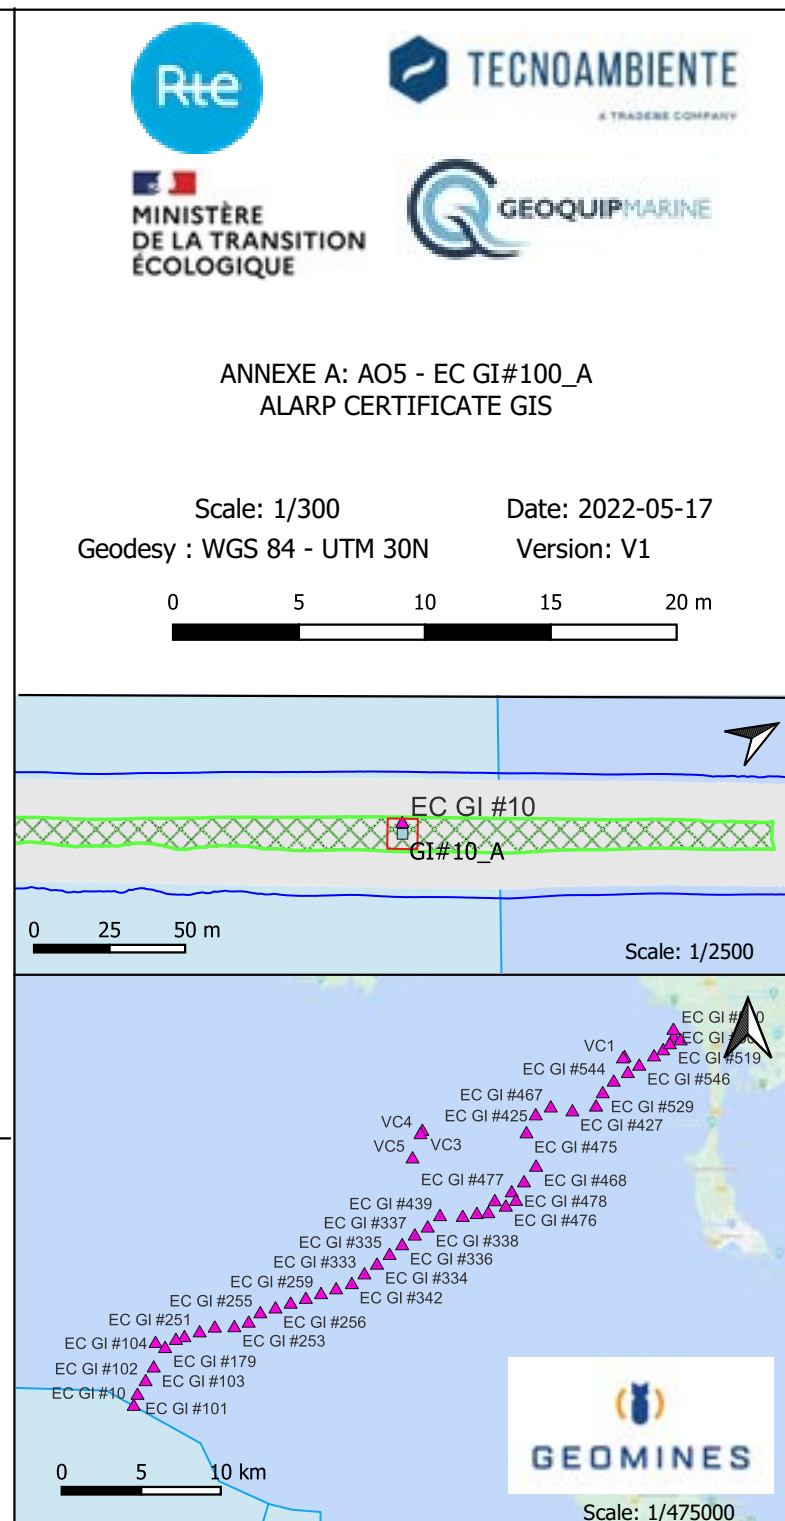 Rte
TECNOAMBIENTE
A TRADEBE COMPANY
MINISTÈRE
DE LA TRANSITION
ÉCOLOGIQUE
GEOQUIPMARINE
ANNEXE A: AO5 - EC GI#100_A
ALARP CERTIFICATE GIS
Scale: 1/300
Date: 2022-05-17
Geodesy : WGS 84 - UTM 30N
Version: V1
0 5 10 15 20 m
EC GI #10
GI#10_A
0 25 50 m
Scale: 1/2500
EC GI
VC1
EC GI #519
EC GI #544
EC GI #546
EC GI #467
EC GI #529
EC GI #425
EC GI #427
VC4
VC3
EC GI #475
VC5
EC GI #477
EC GI #468
EC GI #439
EC GI #478
EC GI #476
EC GI #337
EC GI #338
EC GI #335
EC GI #336
EC GI #333
EC GI #334
EC GI #259
EC GI #342
EC GI #255
EC GI #256
EC GI #251
EC GI #253
EC GI #104
EC GI #179
EC GI #102
EC GI #103
EC GI #10
EC GI #101
0 5 10 km
GEOMINES
Scale: 1/475000